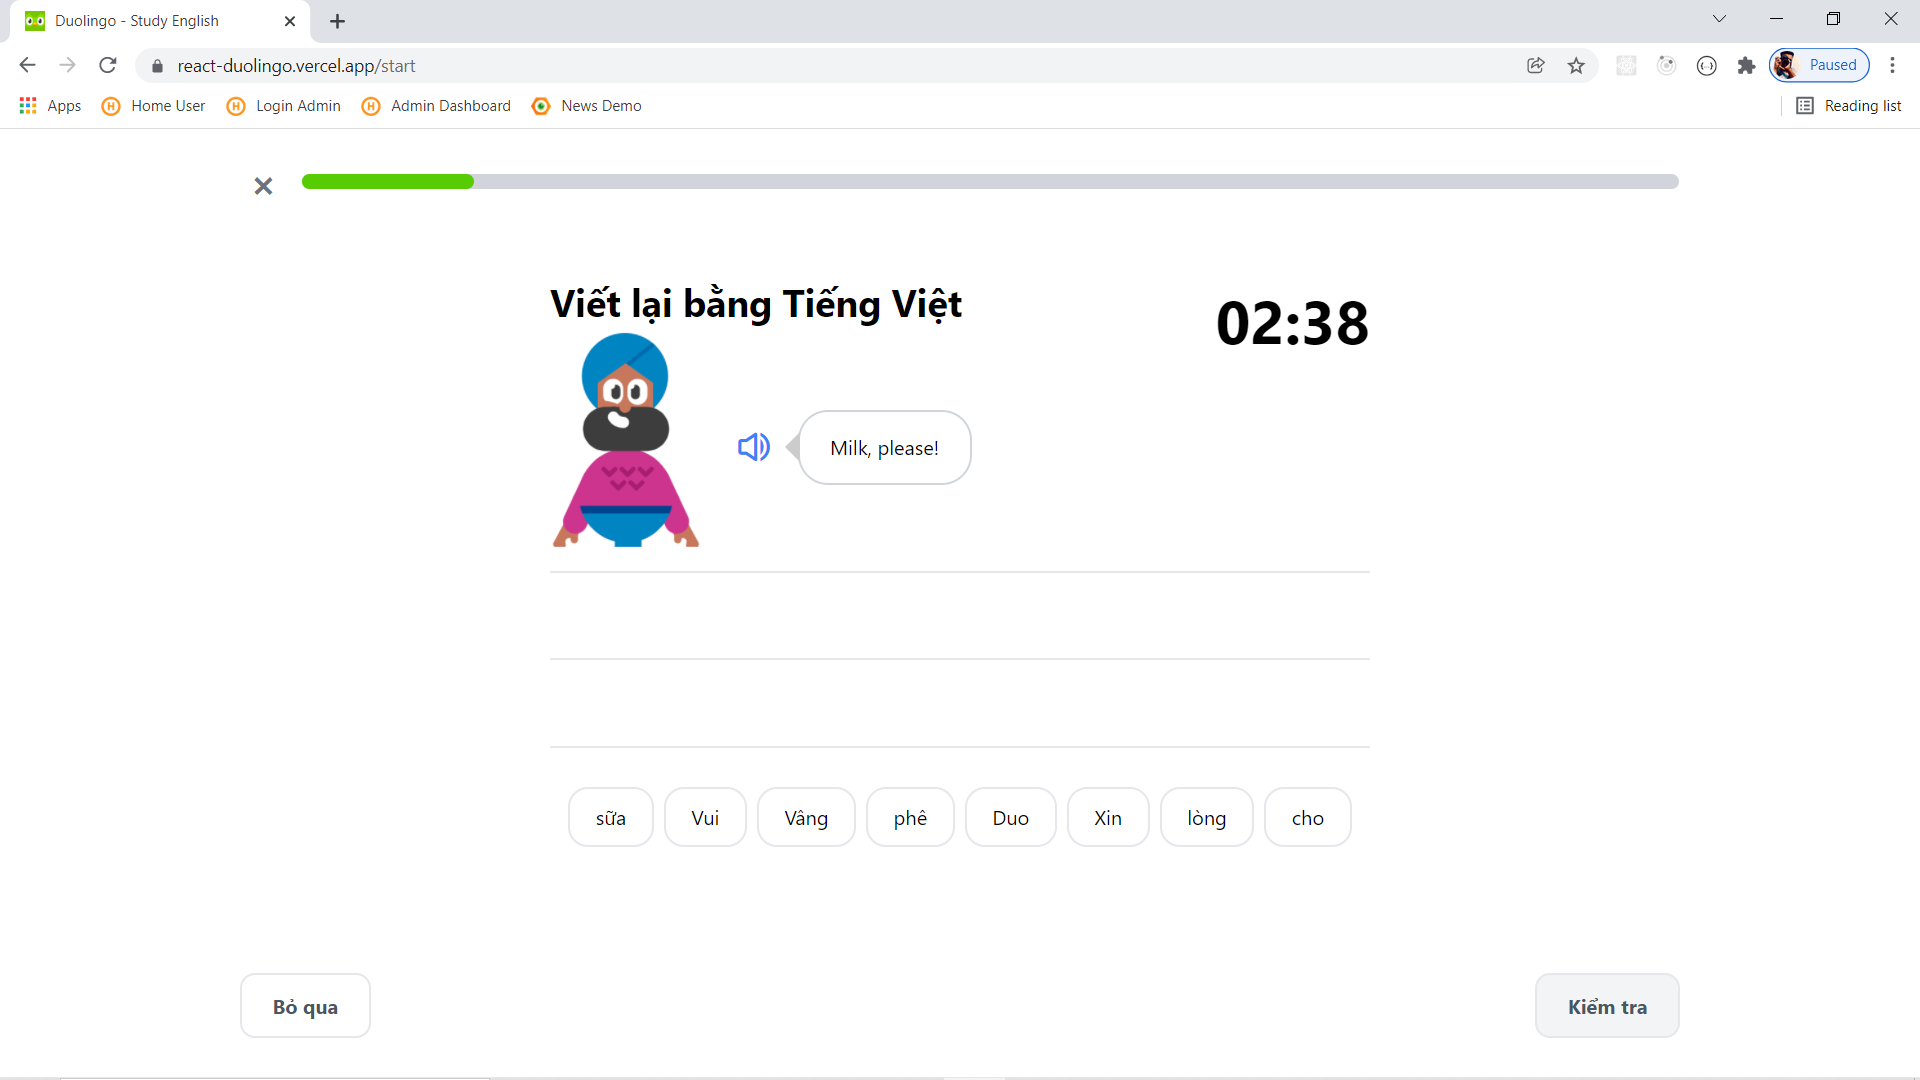 Duolingo - Study English
react-duolingo.vercel.app/start
Paused
Apps
Home User
Login Admin
Admin Dashboard
News Demo
Reading list
Viết lại bằng Tiếng Việt
02:38
Milk, please!
sữa
Vui
Vâng
phê
Duo
Xin
lòng
cho
Bỏ qua
Kiểm tra